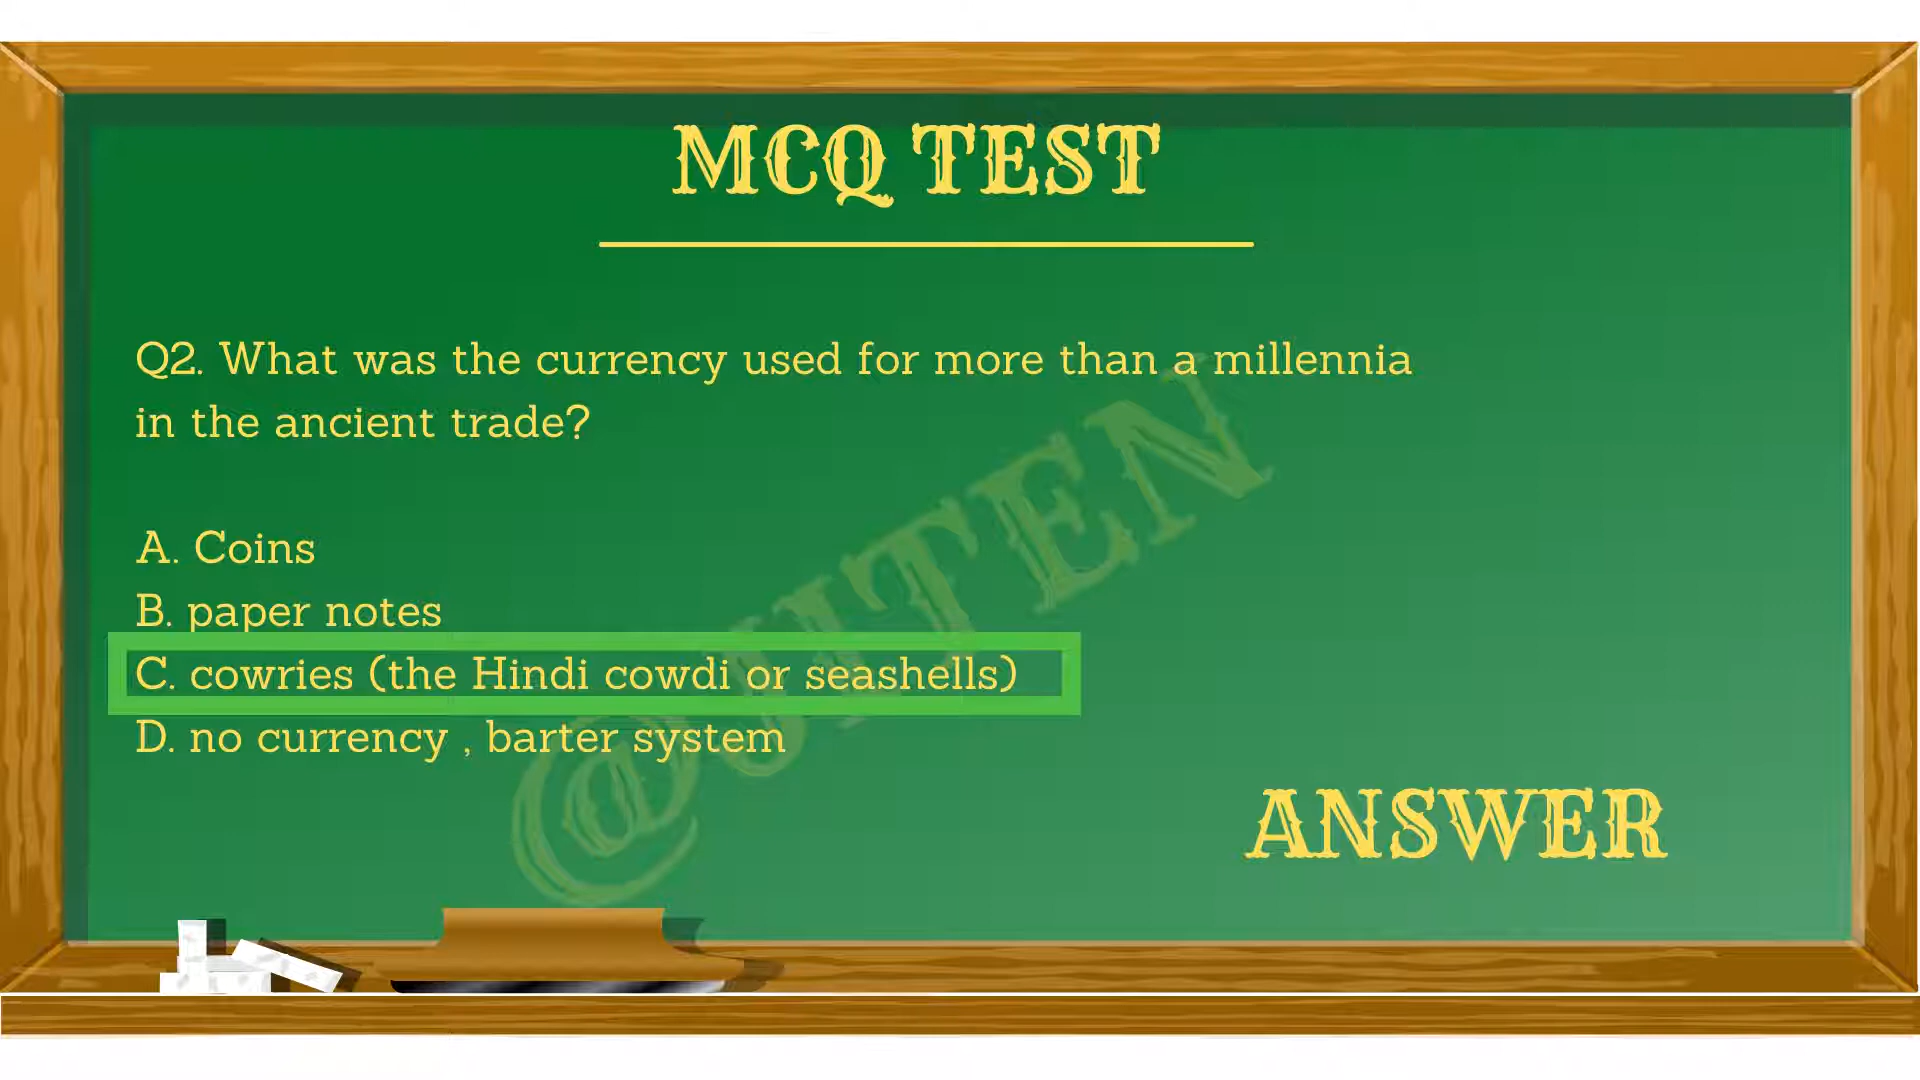 MCQ TEST
Q2. What was the currency used for more than a millennia
in the ancient trade?
A. Coins
B. paper notes
C. cowries (the Hindi cowdi or seashells)
D. no currency , barter system
@JITEN
ANSWER